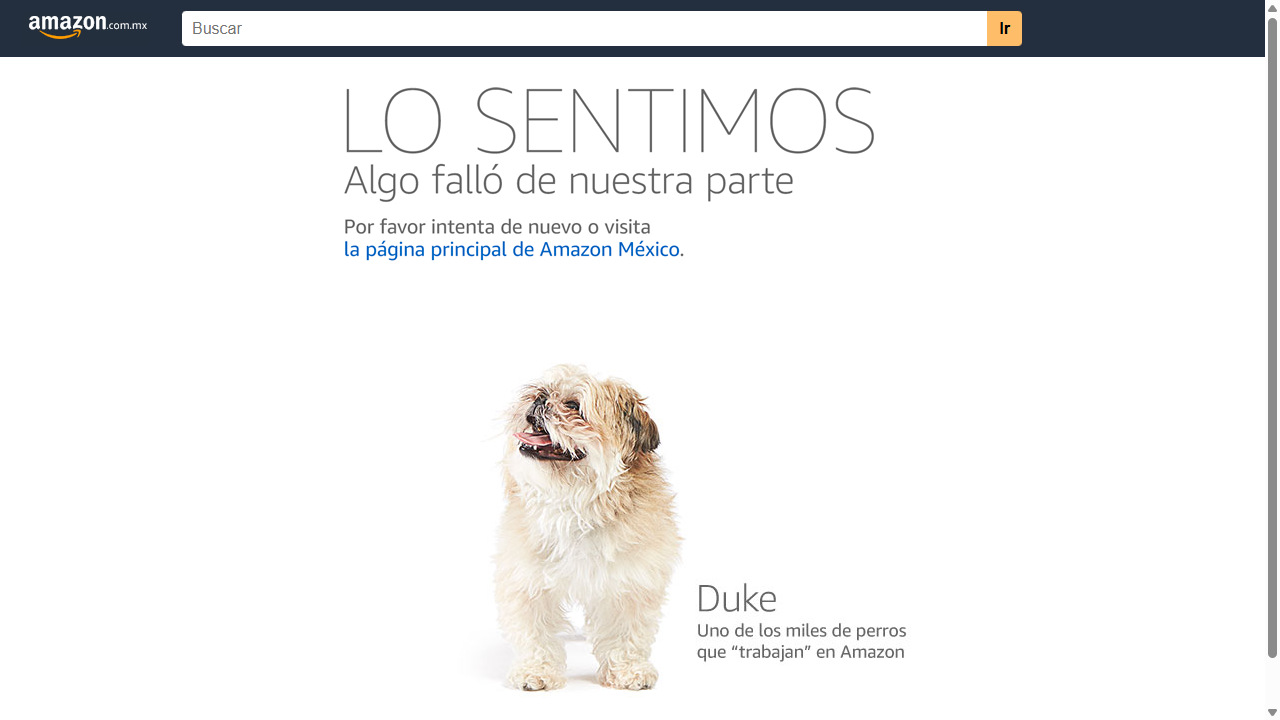 amazon.com.mx
Buscar
Ir
LO SENTIMOS
Algo falló de nuestra parte
Por favor intenta de nuevo o visita
la página principal de Amazon México.
Duke
Uno de los miles de perros
que “trabajan” en Amazon